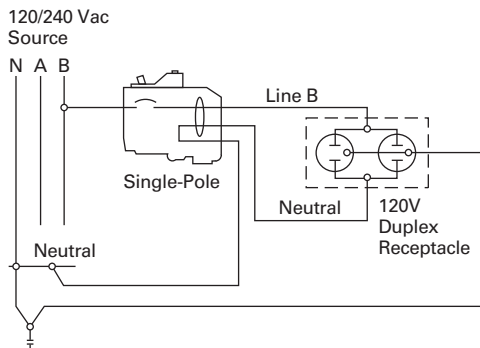 120/240 Vac
Source
N A B
Line B
Single-Pole
Neutral
120V
Duplex
Receptacle
Neutral